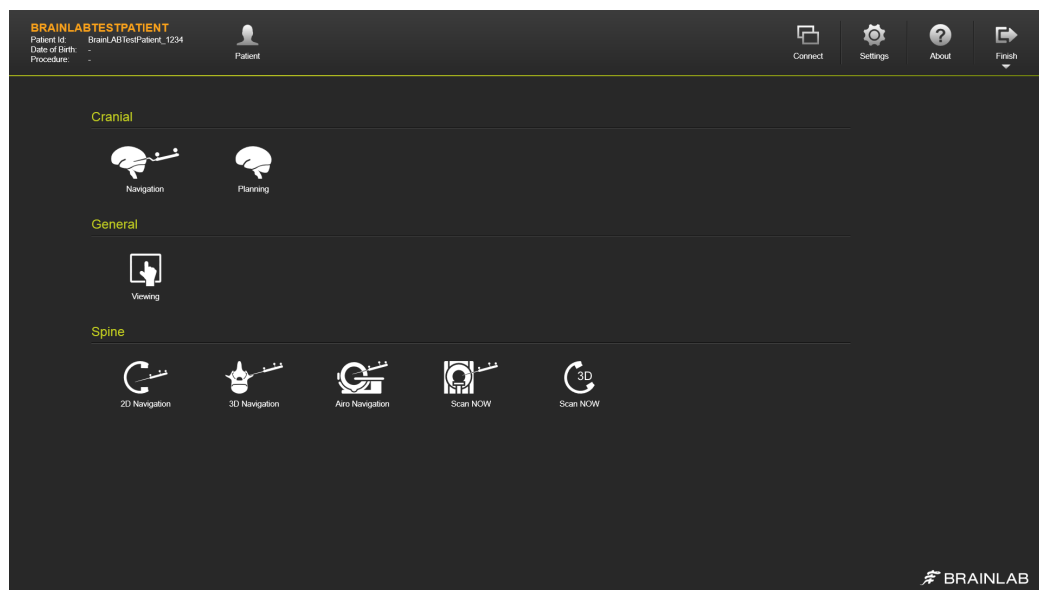 BRAINLABTESTPATIENT
Patient Id: BrainLABTestPatient_1234
Date of Birth: -
Procedure: -
Patient
Connect
Settings
About
Finish
Cranial
Navigation
Planning
General
Viewing
Spine
2D Navigation
3D Navigation
Airo Navigation
Scan NOW
3D
Scan NOW
BRAINLAB